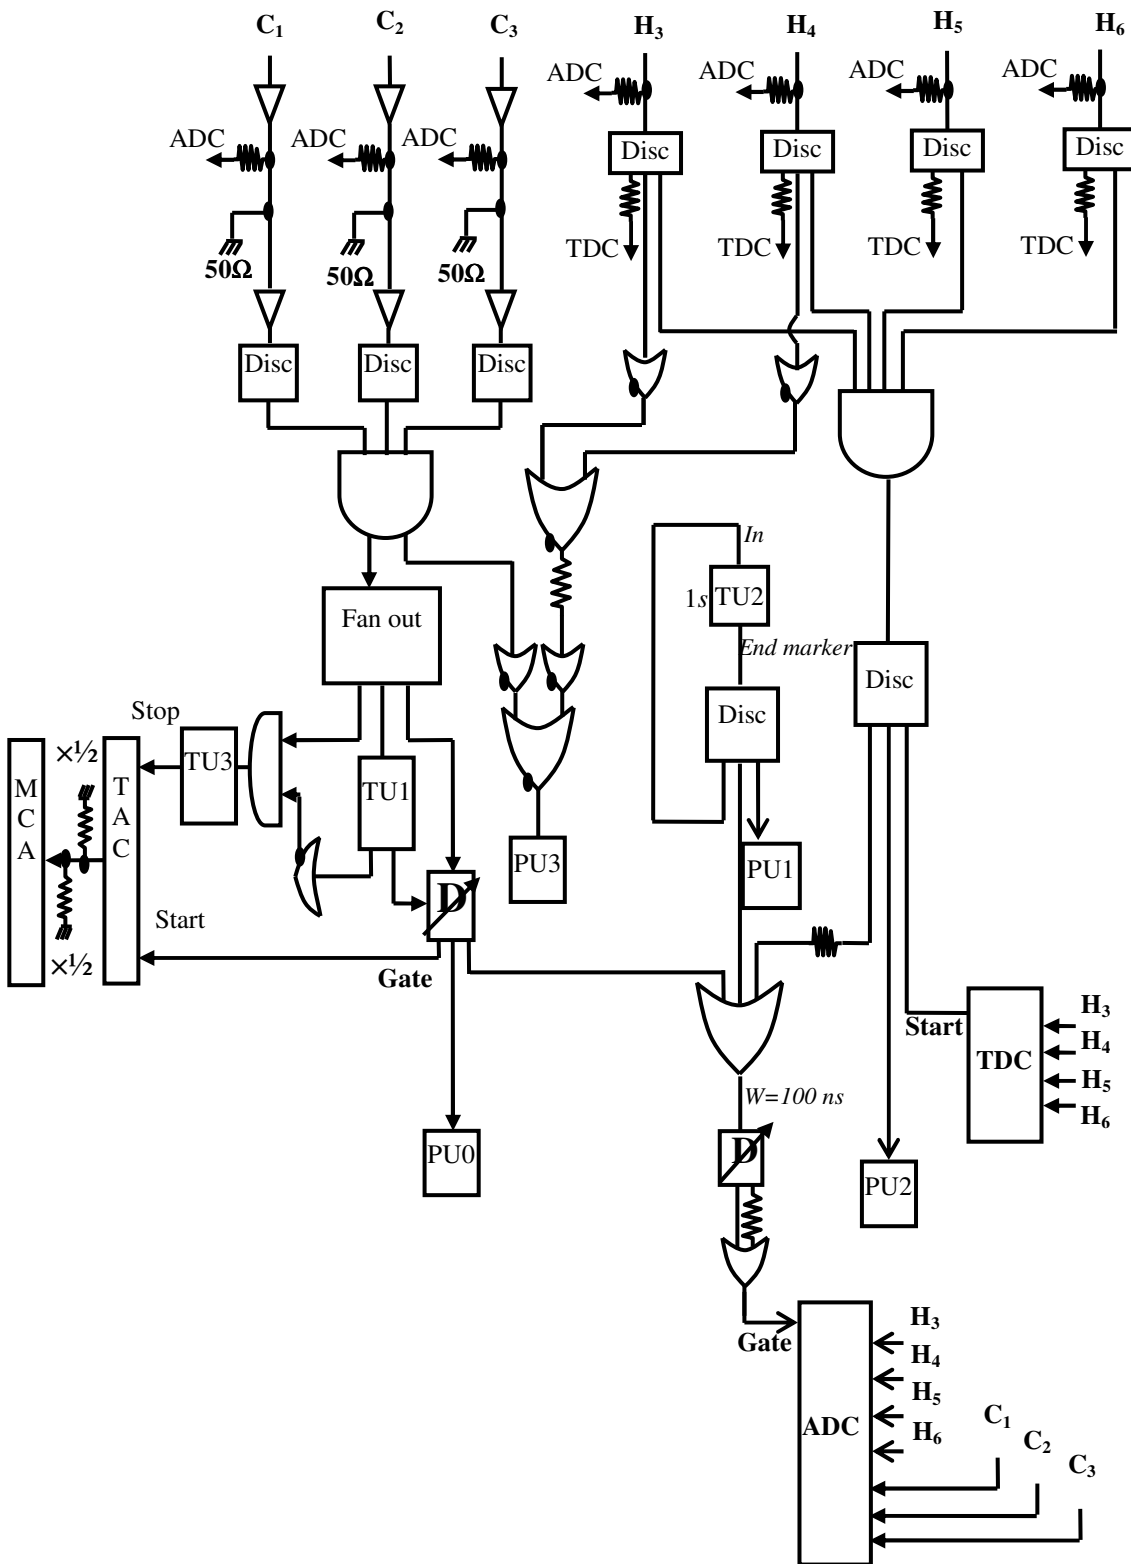 C₁ C₂ C₃ H₃ H₄ H₅ H₆
ADC ADC ADC ADC
ADC ADC ADC
Disc Disc Disc Disc
TDC TDC TDC TDC
50Ω 50Ω 50Ω
Disc Disc Disc
In
1s TU2
Fan out
End marker
Disc
Disc
Stop
×½
TU3
TU1
MCA
TAC
PU3
PU1
D
Start
×½
Gate
Start
TDC
H₃
H₄
H₅
H₆
W=100 ns
D
PU0
PU2
Gate
ADC
H₃
H₄
H₅
H₆
C₁
C₂
C₃